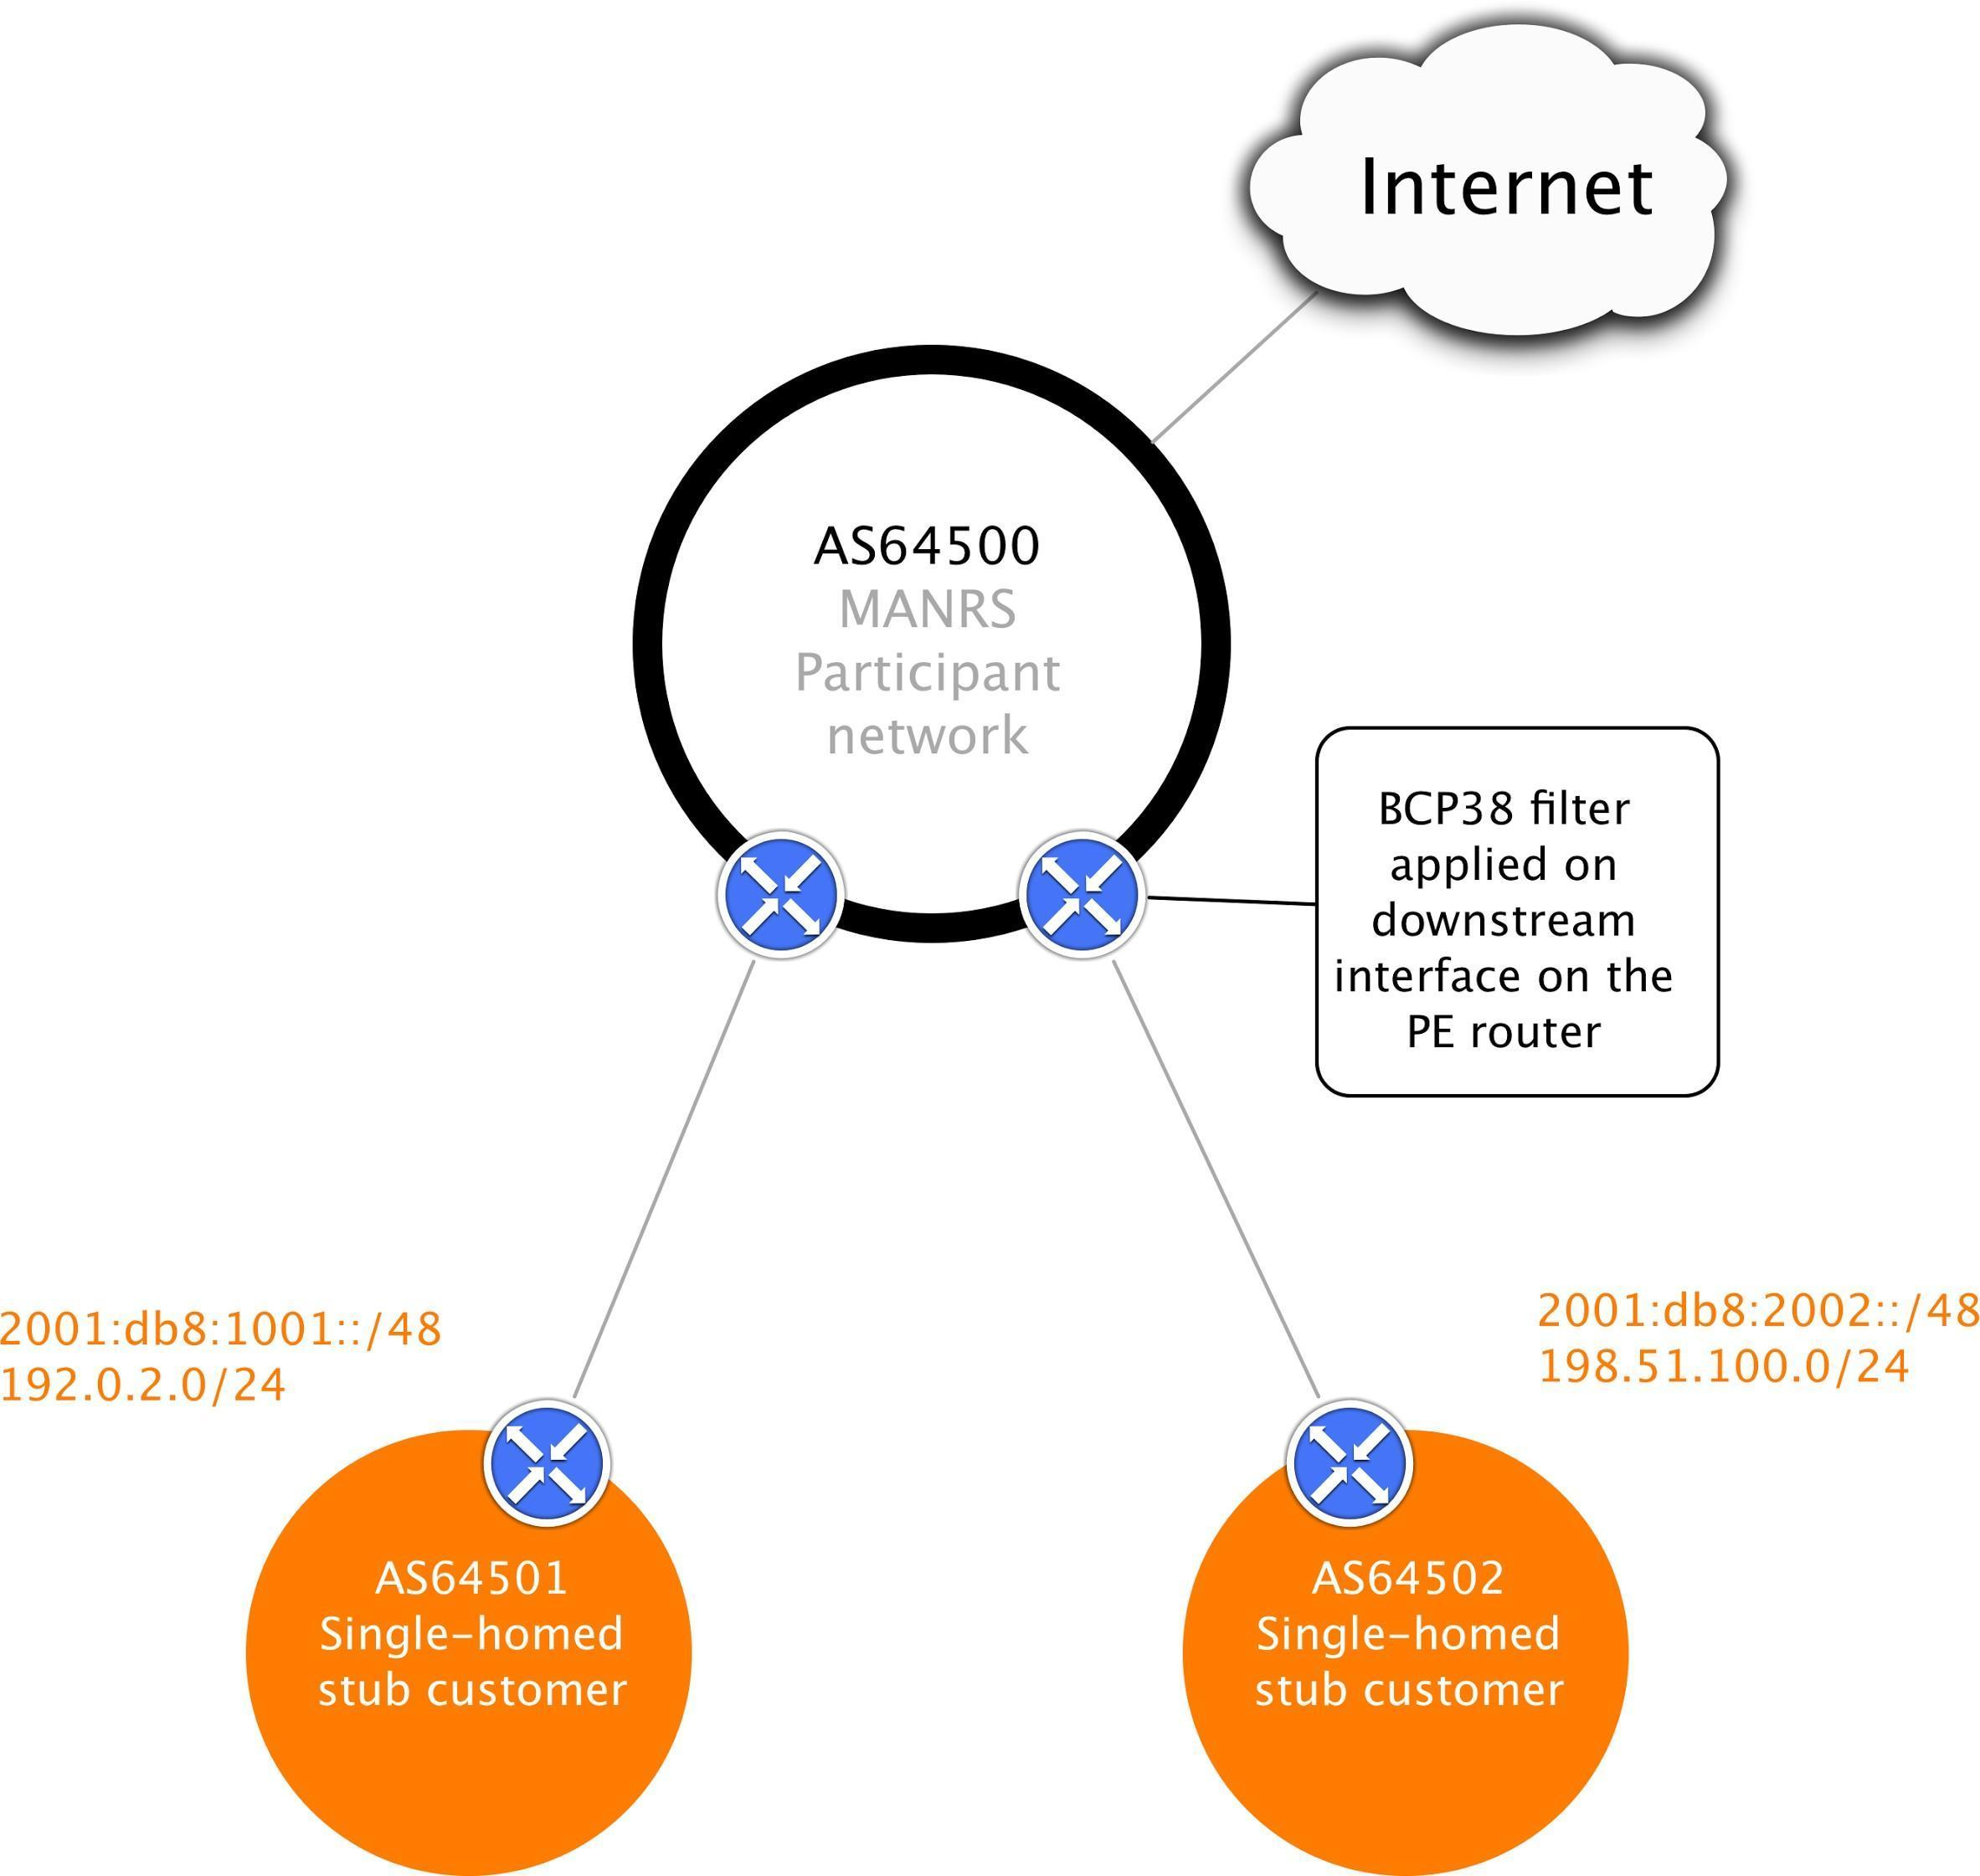 Internet
AS64500
MANRS
Participant
network
BCP38 filter
applied on
downstream
interface on the
PE router
2001:db8:1001::/48
192.0.2.0/24
2001:db8:2002::/48
198.51.100.0/24
AS64501
Single-homed
stub customer
AS64502
Single-homed
stub customer